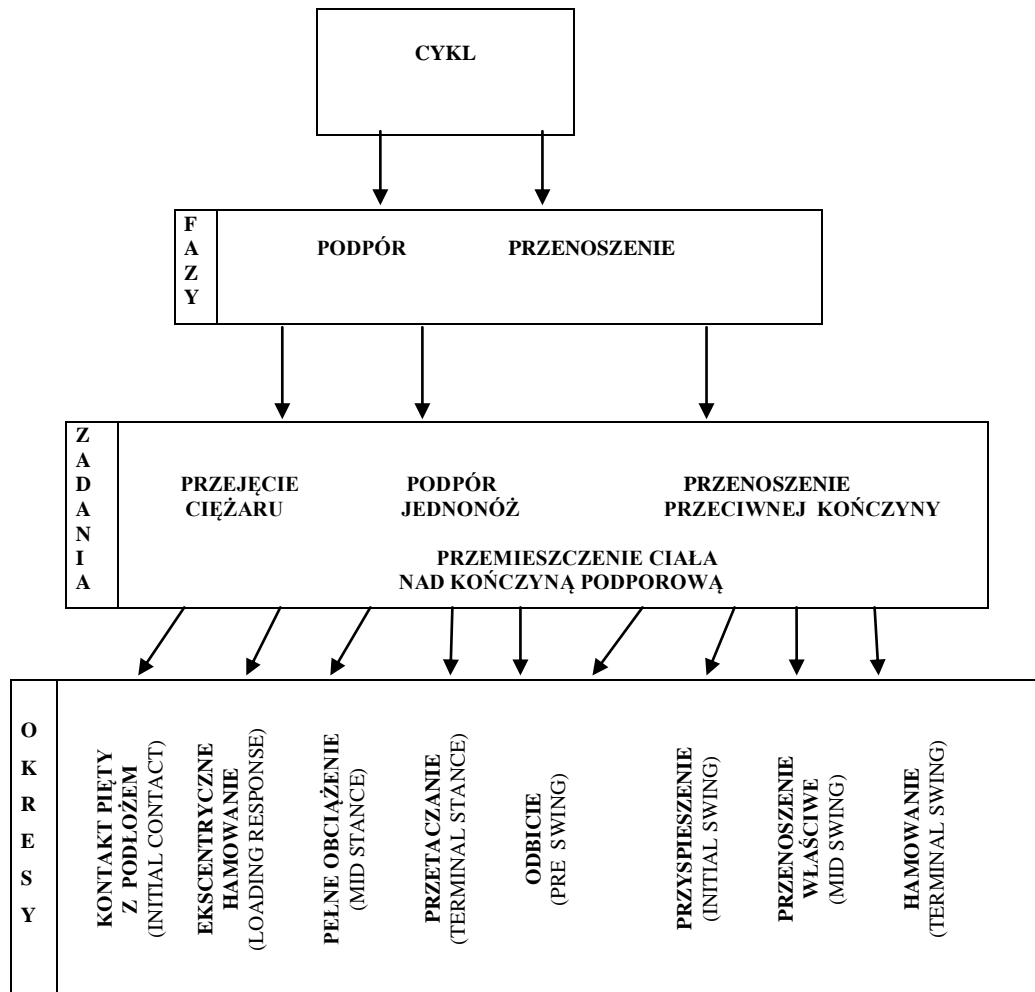 CYKL
F
A
Z
Y
PODPÓR PRZENOSZENIE
Z
A
D
A
N
I
A
PRZEJĘCIE
CIĘŻARU
PODPÓR
JEDNONÓŻ
PRZENOSZENIE
PRZECIWNEJ KOŃCZYNY
PRZEMIESZCZENIE CIAŁA
NAD KOŃCZYNĄ PODPOROWĄ
O
K
R
E
S
Y
KONTAKT PIĘTY
Z PODŁOŻEM
(INITIAL CONTACT)
EKSCENTRYCZNE
HAMOWANIE
(LOADING RESPONSE)
PEŁNE OBCIĄŻENIE
(MID STANCE)
PRZETACZANIE
(TERMINAL STANCE)
ODBICIE
(PRE SWING)
PRZYSPIESZENIE
(INITIAL SWING)
PRZENOSZENIE
WŁAŚCIWE
(MID SWING)
HAMOWANIE
(TERMINAL SWING)